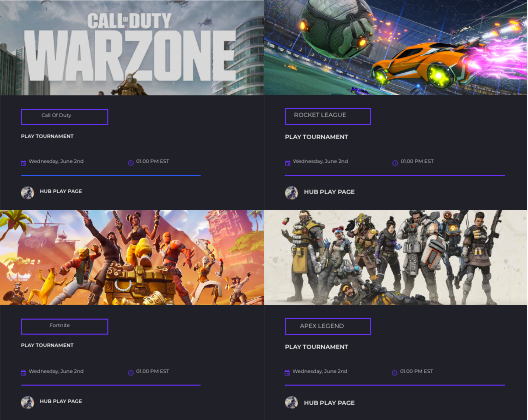 CALL OF DUTY
WARZONE
Call Of Duty
PLAY TOURNAMENT
Wednesday, June 2nd
01:00 PM EST
HUB PLAY PAGE
ROCKET LEAGUE
PLAY TOURNAMENT
Wednesday, June 2nd
01:00 PM EST
HUB PLAY PAGE
Fortnite
PLAY TOURNAMENT
Wednesday, June 2nd
01:00 PM EST
HUB PLAY PAGE
APEX LEGEND
PLAY TOURNAMENT
Wednesday, June 2nd
01:00 PM EST
HUB PLAY PAGE